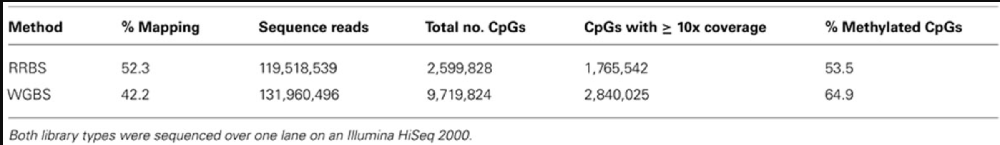 Method % Mapping Sequence reads Total no. CpGs CpGs with ≥ 10x coverage % Methylated CpGs
RRBS 52.3 119,518,539 2,599,828 1,765,542 53.5
WGBS 42.2 131,960,496 9,719,824 2,840,025 64.9
Both library types were sequenced over one lane on an Illumina HiSeq 2000.